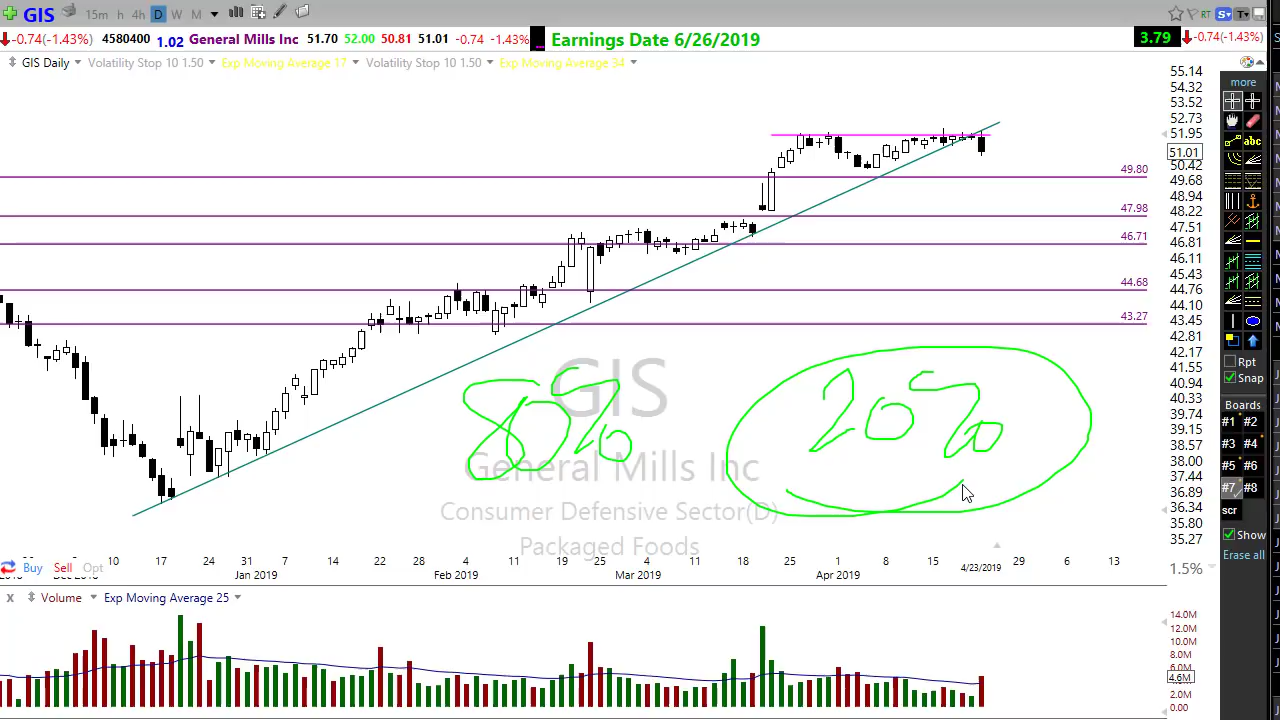 GIS 15m h 4h D W M RT S T
-0.74(-1.43%) 4580400 1.02 General Mills Inc 51.70 52.00 50.81 51.01 -0.74 -1.43% ... Earnings Date 6/26/2019 3.79 -0.74(-1.43%)
GIS Daily Volatility Stop 10 1.50 Exp Moving Average 17 Volatility Stop 10 1.50 Exp Moving Average 34
55.14
54.32
53.52
52.73
51.95
51.01
50.42
49.68
48.94
48.22
47.51
46.81
46.11
45.43
44.76
44.10
43.45
42.81
42.17
41.55
40.94
40.33
39.74
39.15
38.57
38.00
37.44
36.89
36.34
35.80
35.27
49.80
47.98
46.71
44.68
43.27
more
abc
Rpt
Snap
Boards
#1 #2
#3 #4
#5 #6
#7 #8
scr
Show
Erase all
80% 20%
GIS
General Mills Inc
Consumer Defensive Sector(D)
Packaged Foods
26 10 17 24 31 7 14 22 28 4 11 19 25 4 11 18 25 1 8 15 29 6 13
Dec 2018 Jan 2019 Feb 2019 Mar 2019 Apr 2019 4/23/2019
Buy Sell Opt
1.5%
x Volume Exp Moving Average 25
14.0M
12.0M
10.0M
8.0M
6.0M
4.6M
2.0M
0.00